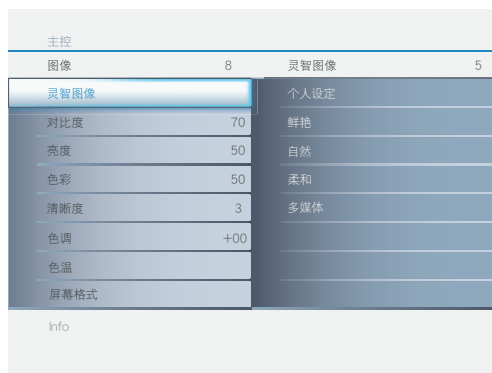 主控
图像 8 灵智图像 5
灵智图像 个人设定
对比度 70 鲜艳
亮度 50 自然
色彩 50 柔和
清晰度 3 多媒体
色调 +00
色温
屏幕格式
Info